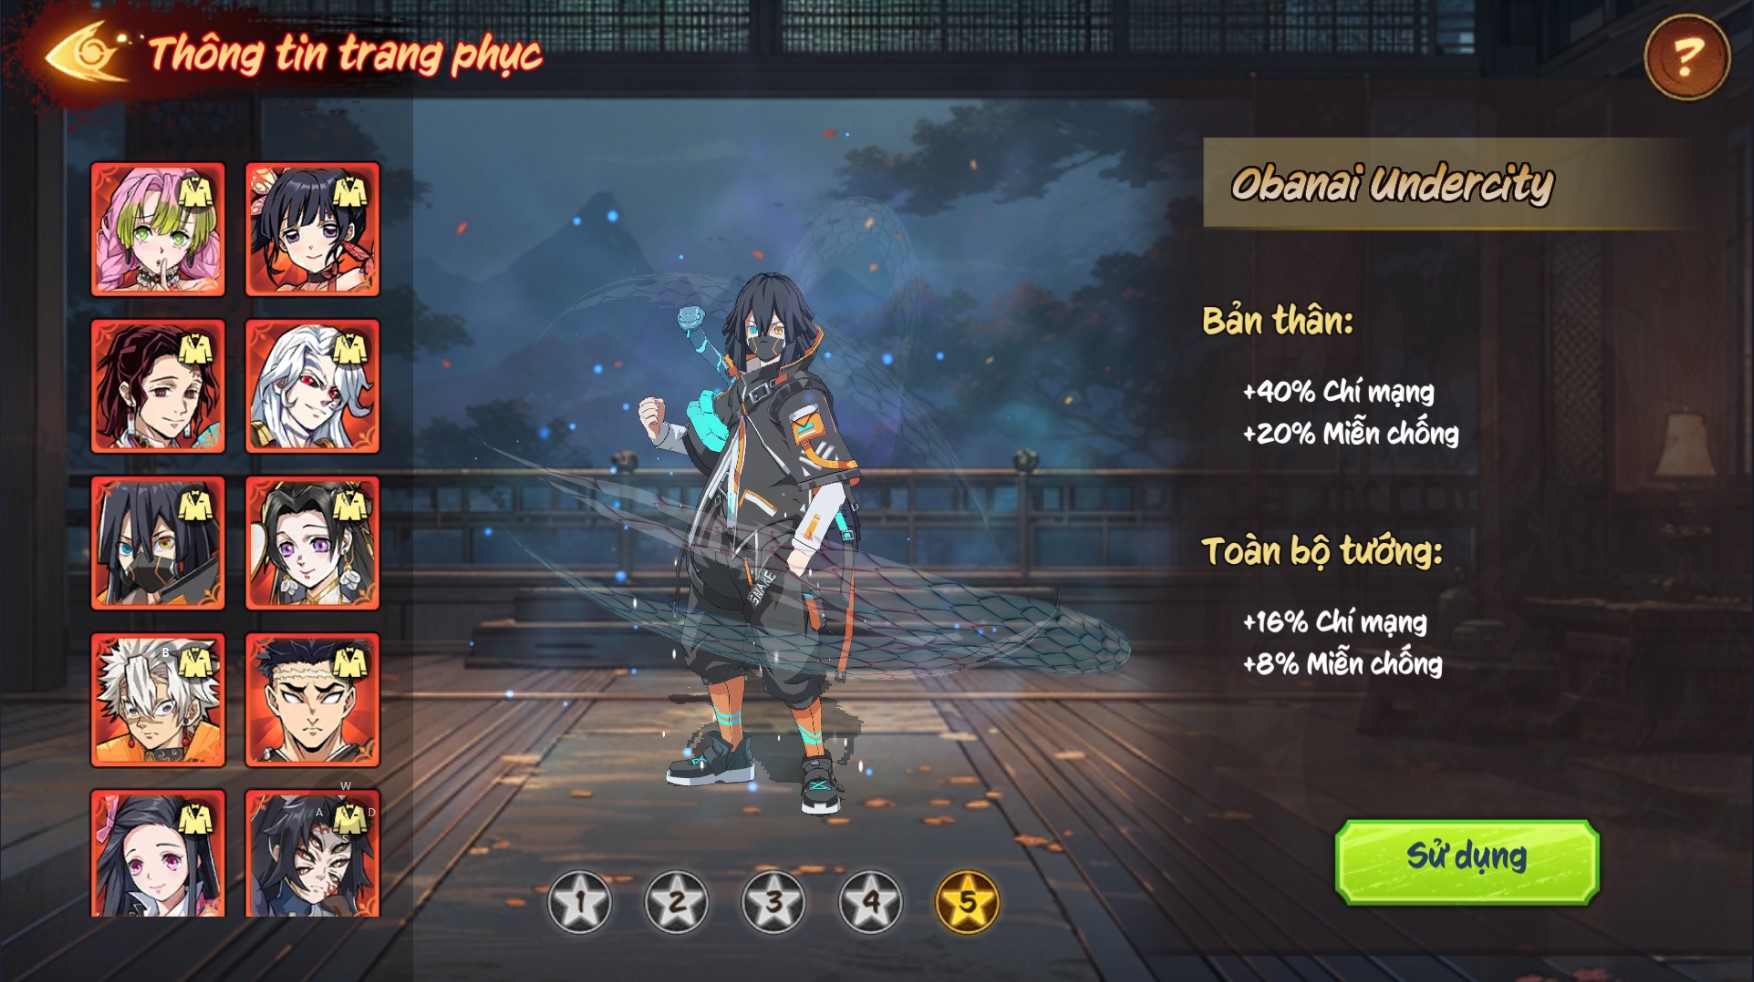 Thông tin trang phục
?
Obanai Undercity
Bản thân:
+40% Chí mạng
+20% Miễn chống
Toàn bộ tướng:
+16% Chí mạng
+8% Miễn chống
SNAKE
B
W
A
D
S
1
2
3
4
5
Sử dụng